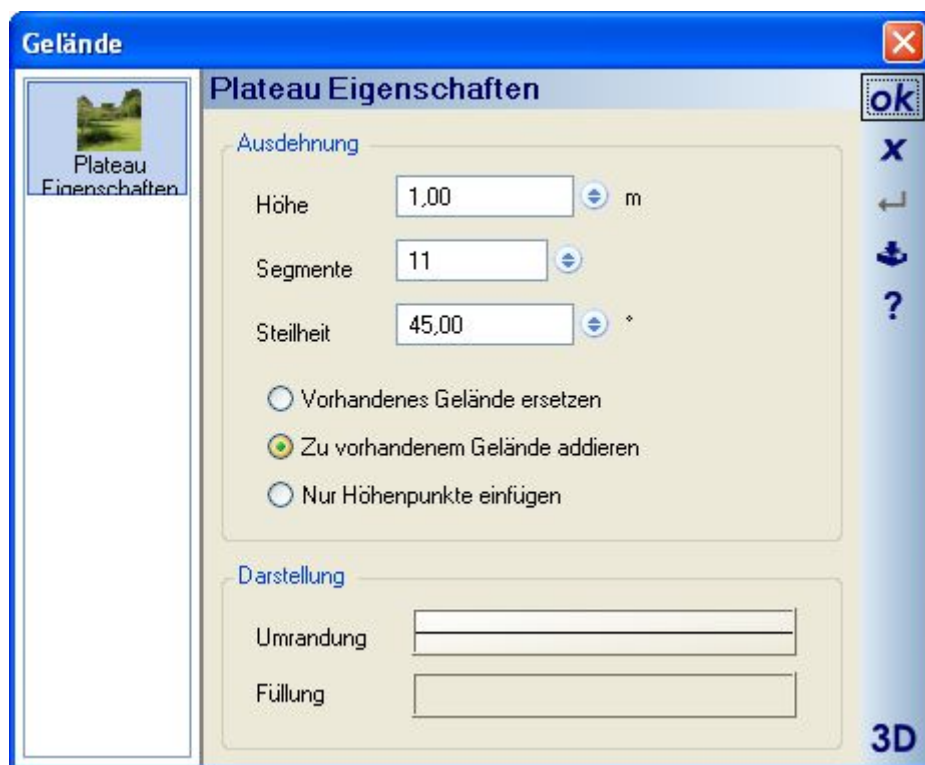 Gelände
Plateau
Eigenschaften
Plateau Eigenschaften
Ausdehnung
Höhe 1,00 m
Segmente 11
Steilheit 45,00 °
Vorhandenes Gelände ersetzen
Zu vorhandenem Gelände addieren
Nur Höhenpunkte einfügen
Darstellung
Umrandung
Füllung
ok
x
?
3D